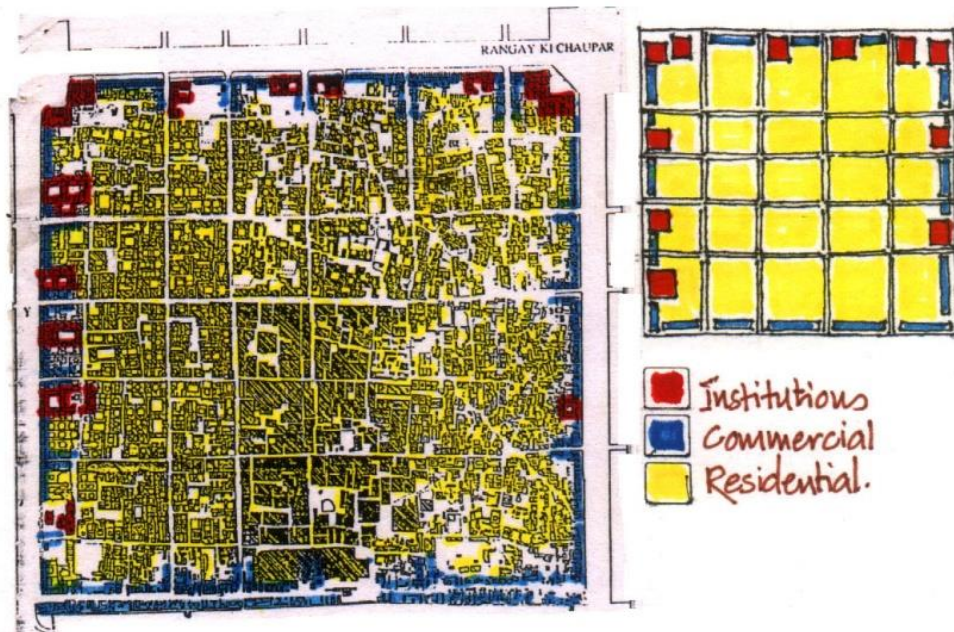 RANGAY KI CHAUPAR
Y
Institutions
Commercial
Residential.